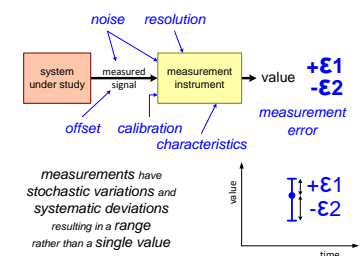 noise
resolution
system
under study
measured
signal
measurement
instrument
value
+ε1
-ε2
offset
calibration
characteristics
measurement
error
measurements have
stochastic variations and
systematic deviations
resulting in a range
rather than a single value
value
+ε1
-ε2
time